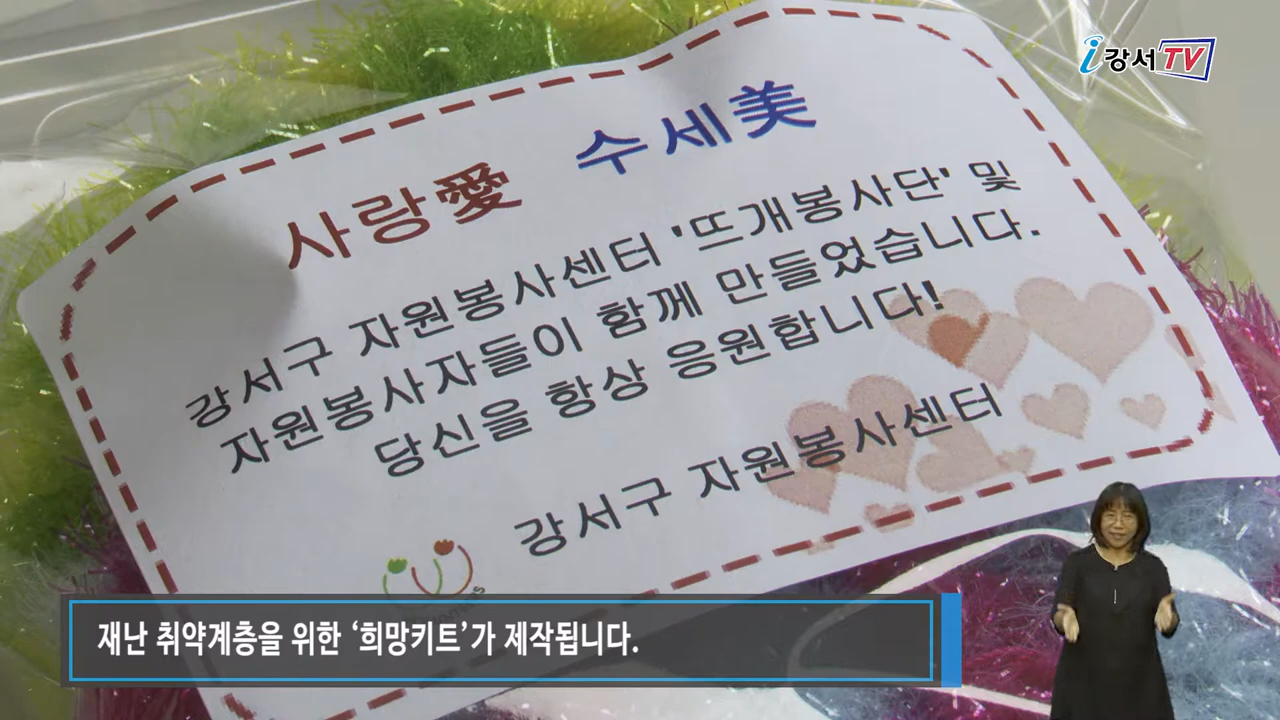 i강서TV
사랑愛 수세美
강서구 자원봉사센터 '뜨개봉사단' 및
자원봉사자들이 함께 만들었습니다.
당신을 항상 응원합니다!
강서구 자원봉사센터
재난 취약계층을 위한 ‘희망키트’가 제작됩니다.